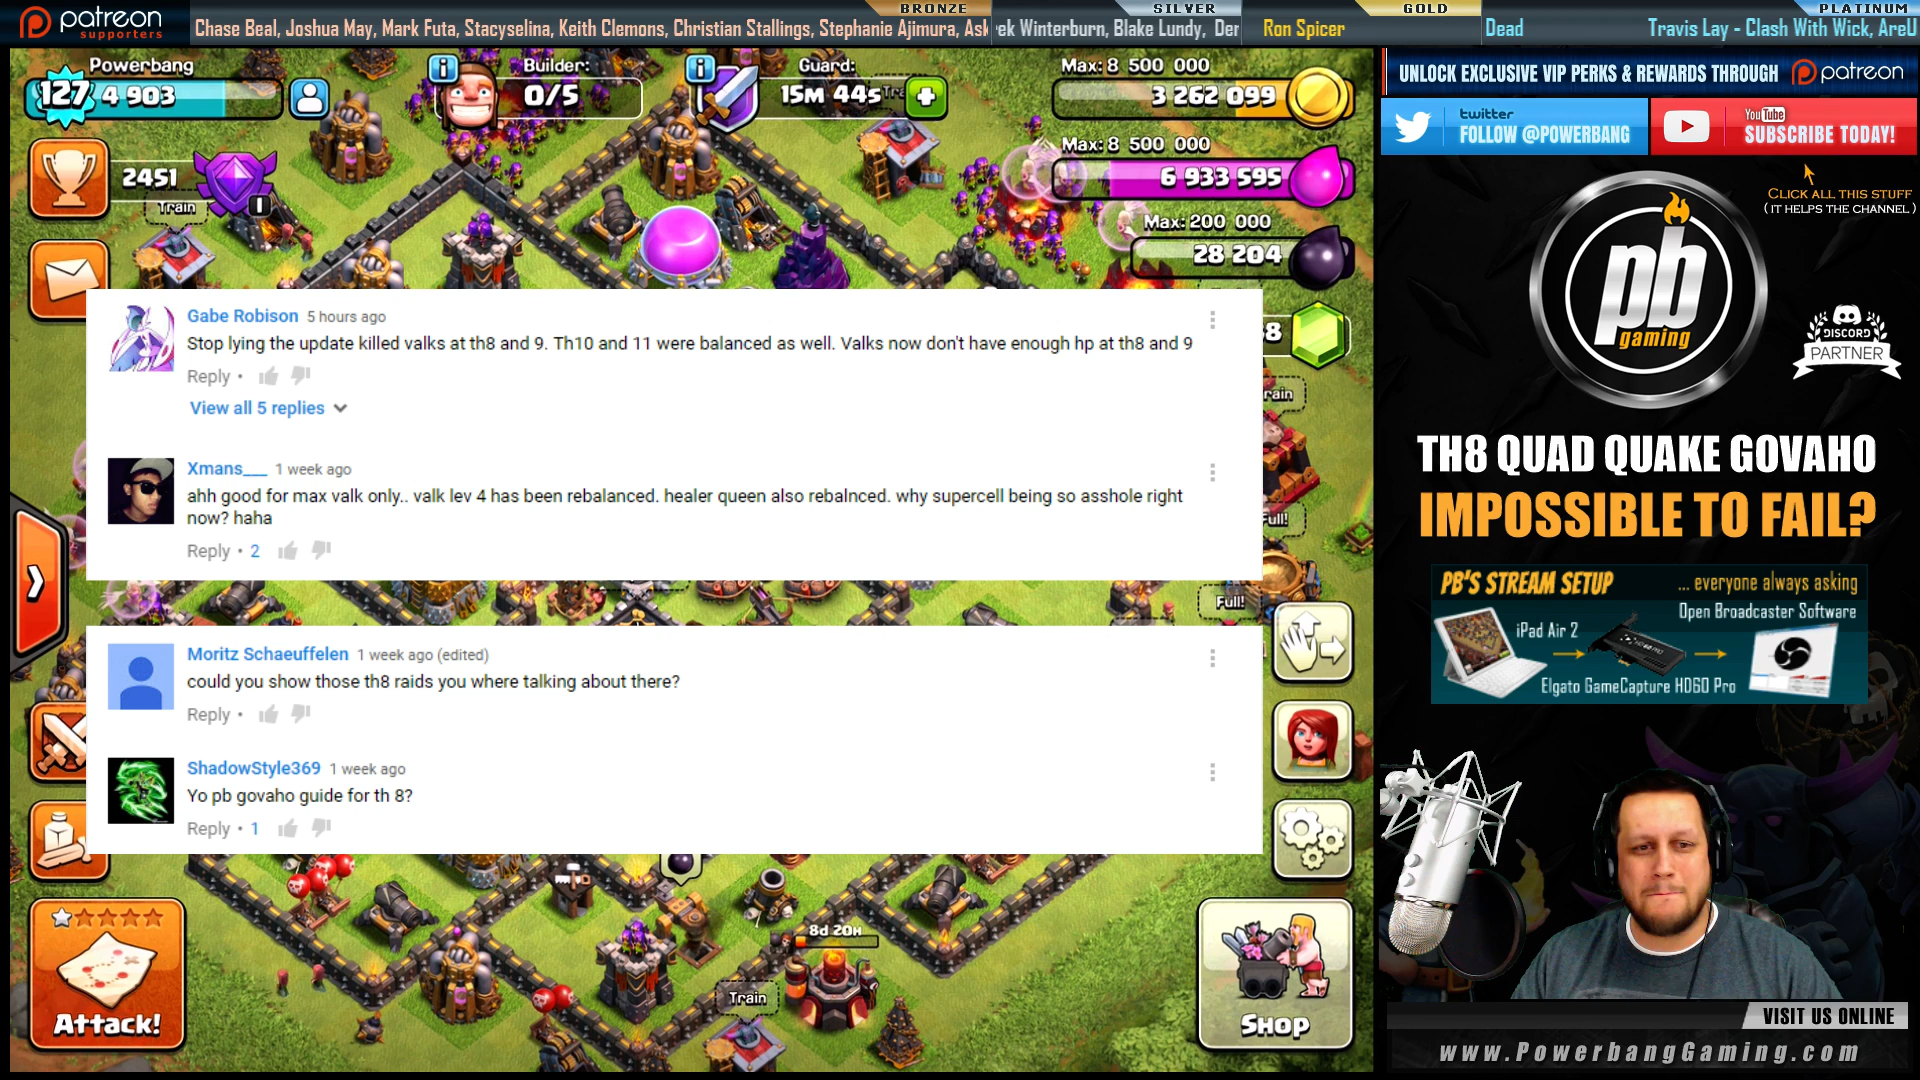 patreon
supporters
BRONZE
Chase Beal, Joshua May, Mark Futa, Stacyselina, Keith Clemons, Christian Stallings, Stephanie Ajimura, Ask
SILVER
ek Winterburn, Blake Lundy, Der
GOLD
Ron Spicer
PLATINUM
Dead
Travis Lay - Clash With Wick, AreU
Powerbang
127
4 903
Builder:
0/5
Guard:
15M 44s
Max: 8 500 000
3 262 099
Max: 8 500 000
6 933 595
Max: 200 000
28 204
8
2451
I
Train
Gabe Robison 5 hours ago
Stop lying the update killed valks at th8 and 9. Th10 and 11 were balanced as well. Valks now don't have enough hp at th8 and 9
Reply •
View all 5 replies
Xmans___ 1 week ago
ahh good for max valk only.. valk lev 4 has been rebalanced. healer queen also rebalnced. why supercell being so asshole right
now? haha
Reply • 2
Moritz Schaeuffelen 1 week ago (edited)
could you show those th8 raids you where talking about there?
Reply •
ShadowStyle369 1 week ago
Yo pb govaho guide for th 8?
Reply • 1
rain
ull!
Full!
8d 20H
Train
Attack!
Shop
UNLOCK EXCLUSIVE VIP PERKS & REWARDS THROUGH
patreon
twitter
FOLLOW @POWERBANG
YouTube
SUBSCRIBE TODAY!
CLICK ALL THIS STUFF
(IT HELPS THE CHANNEL)
pb
gaming
DISCORD
PARTNER
TH8 QUAD QUAKE GOVAHO
IMPOSSIBLE TO FAIL?
PB'S STREAM SETUP
... everyone always asking
Open Broadcaster Software
iPad Air 2
Elgato GameCapture HD60 Pro
VISIT US ONLINE
www.PowerbangGaming.com